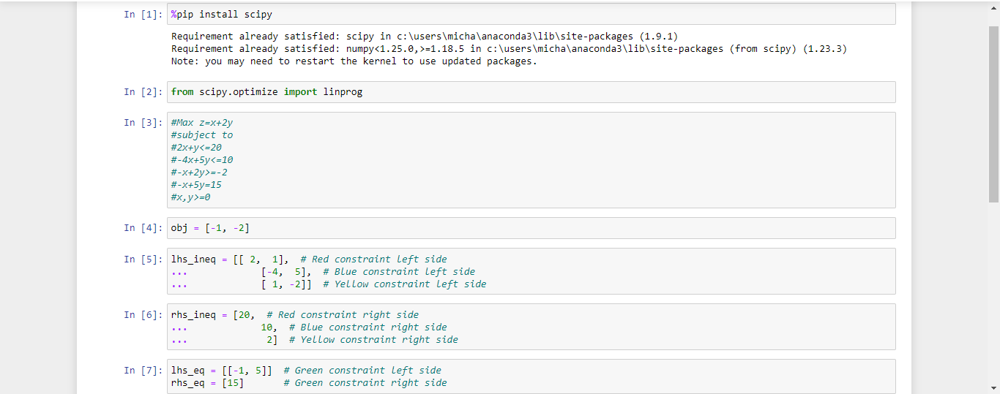 In [1]: %pip install scipy
Requirement already satisfied: scipy in c:\users\micha\anaconda3\lib\site-packages (1.9.1)
Requirement already satisfied: numpy<1.25.0,>=1.18.5 in c:\users\micha\anaconda3\lib\site-packages (from scipy) (1.23.3)
Note: you may need to restart the kernel to use updated packages.
In [2]: from scipy.optimize import linprog
In [3]: #Max z=x+2y
#subject to
#2x+y<=20
#-4x+5y<=10
#-x+2y>=-2
#-x+5y=15
#x,y>=0
In [4]: obj = [-1, -2]
In [5]: lhs_ineq = [[ 2,  1],  # Red constraint left side
...             [-4,  5],  # Blue constraint left side
...             [ 1, -2]]  # Yellow constraint left side
In [6]: rhs_ineq = [20,  # Red constraint right side
...             10,  # Blue constraint right side
...              2]  # Yellow constraint right side
In [7]: lhs_eq = [[-1, 5]]  # Green constraint left side
rhs_eq = [15]       # Green constraint right side